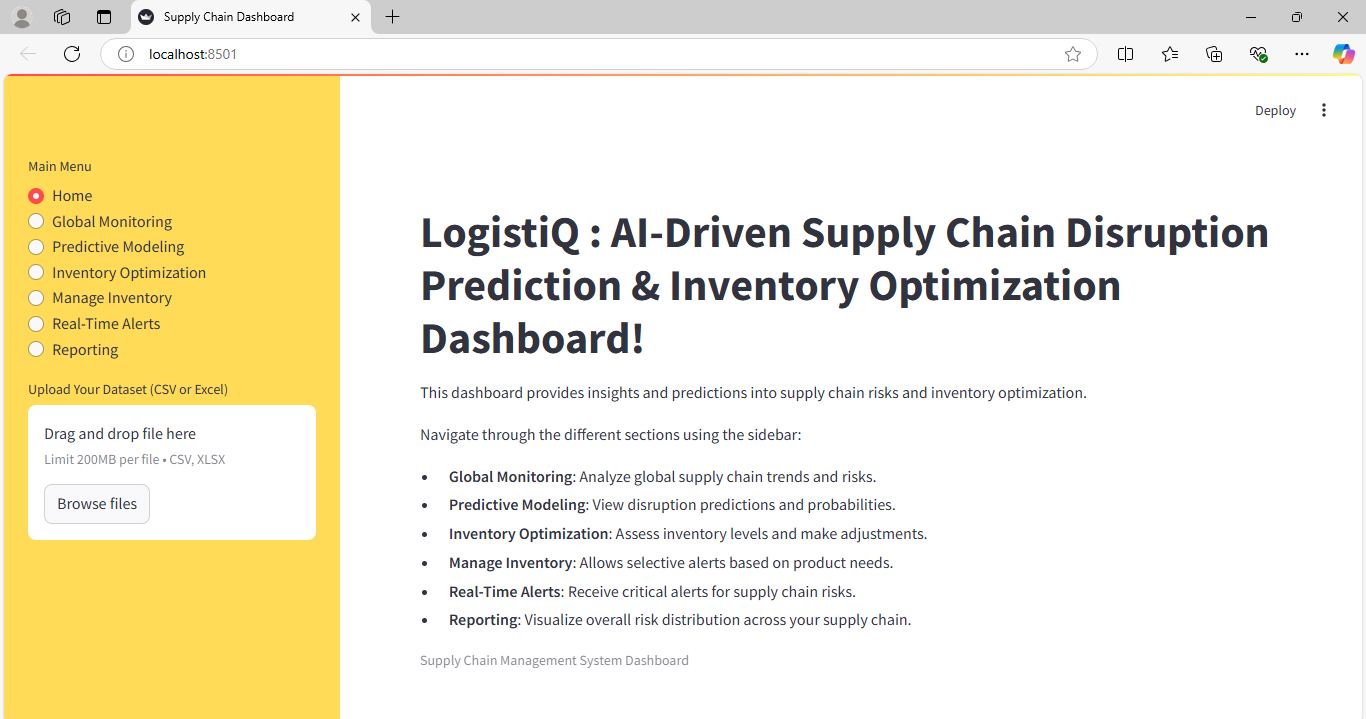 Supply Chain Dashboard
localhost:8501
Deploy
Main Menu
Home
Global Monitoring
Predictive Modeling
Inventory Optimization
Manage Inventory
Real-Time Alerts
Reporting
Upload Your Dataset (CSV or Excel)
Drag and drop file here
Limit 200MB per file • CSV, XLSX
Browse files
LogistiQ : AI-Driven Supply Chain Disruption
Prediction & Inventory Optimization
Dashboard!
This dashboard provides insights and predictions into supply chain risks and inventory optimization.
Navigate through the different sections using the sidebar:
• Global Monitoring: Analyze global supply chain trends and risks.
• Predictive Modeling: View disruption predictions and probabilities.
• Inventory Optimization: Assess inventory levels and make adjustments.
• Manage Inventory: Allows selective alerts based on product needs.
• Real-Time Alerts: Receive critical alerts for supply chain risks.
• Reporting: Visualize overall risk distribution across your supply chain.
Supply Chain Management System Dashboard